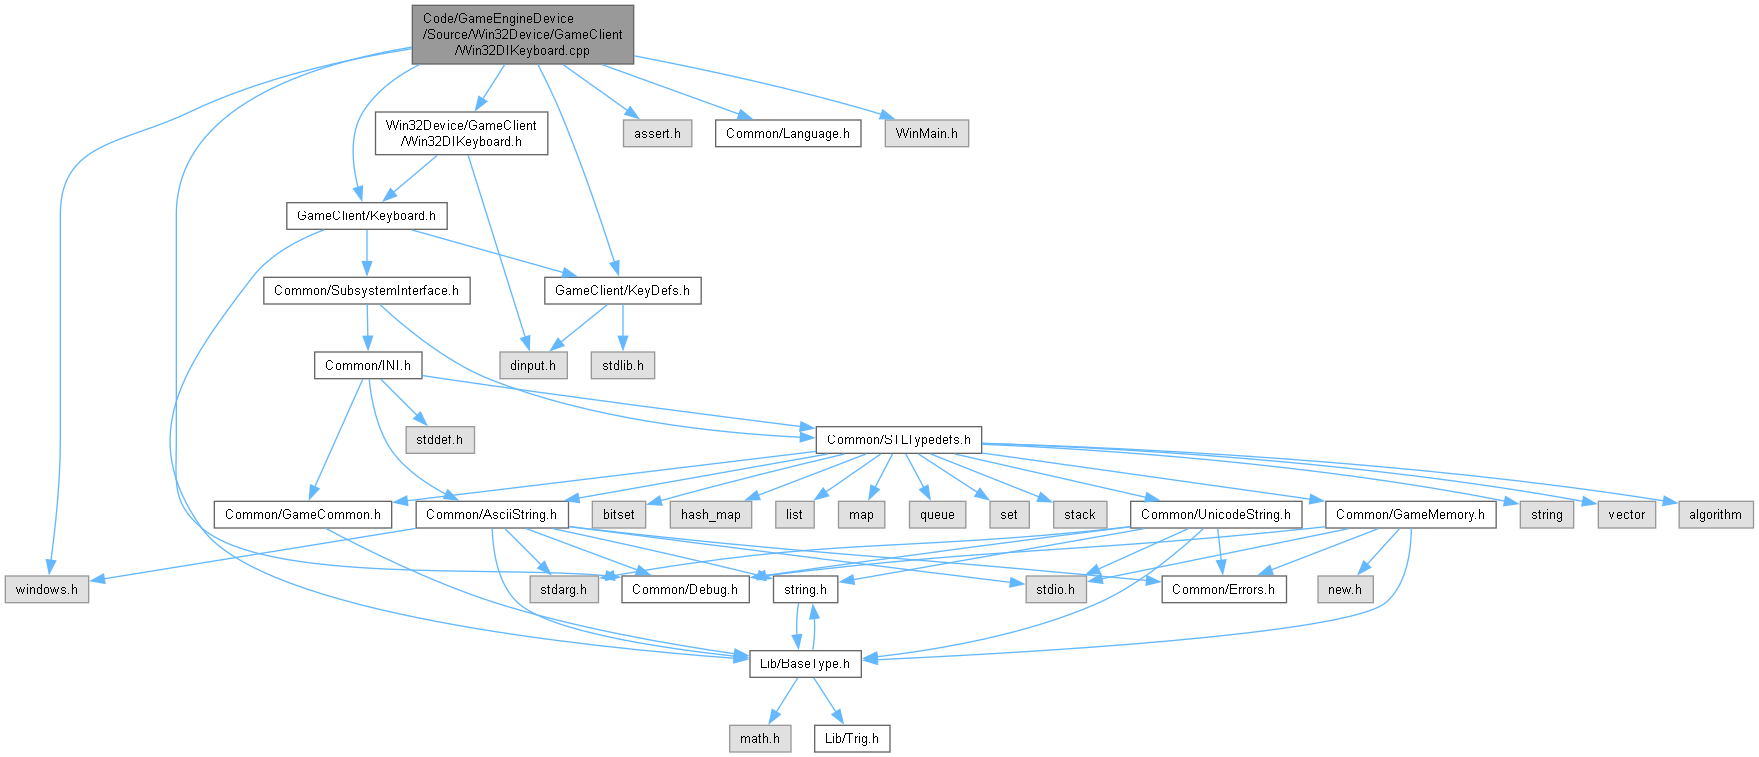 Code/GameEngineDevice
/Source/Win32Device/GameClient
/Win32DIKeyboard.cpp
Win32Device/GameClient
/Win32DIKeyboard.h
assert.h
Common/Language.h
WinMain.h
GameClient/Keyboard.h
Common/SubsystemInterface.h
GameClient/KeyDefs.h
Common/INI.h
dinput.h
stdlib.h
stddef.h
Common/STLTypedefs.h
Common/GameCommon.h
Common/AsciiString.h
bitset
hash_map
list
map
queue
set
stack
Common/UnicodeString.h
Common/GameMemory.h
string
vector
algorithm
windows.h
stdarg.h
Common/Debug.h
string.h
stdio.h
Common/Errors.h
new.h
Lib/BaseType.h
math.h
Lib/Trig.h